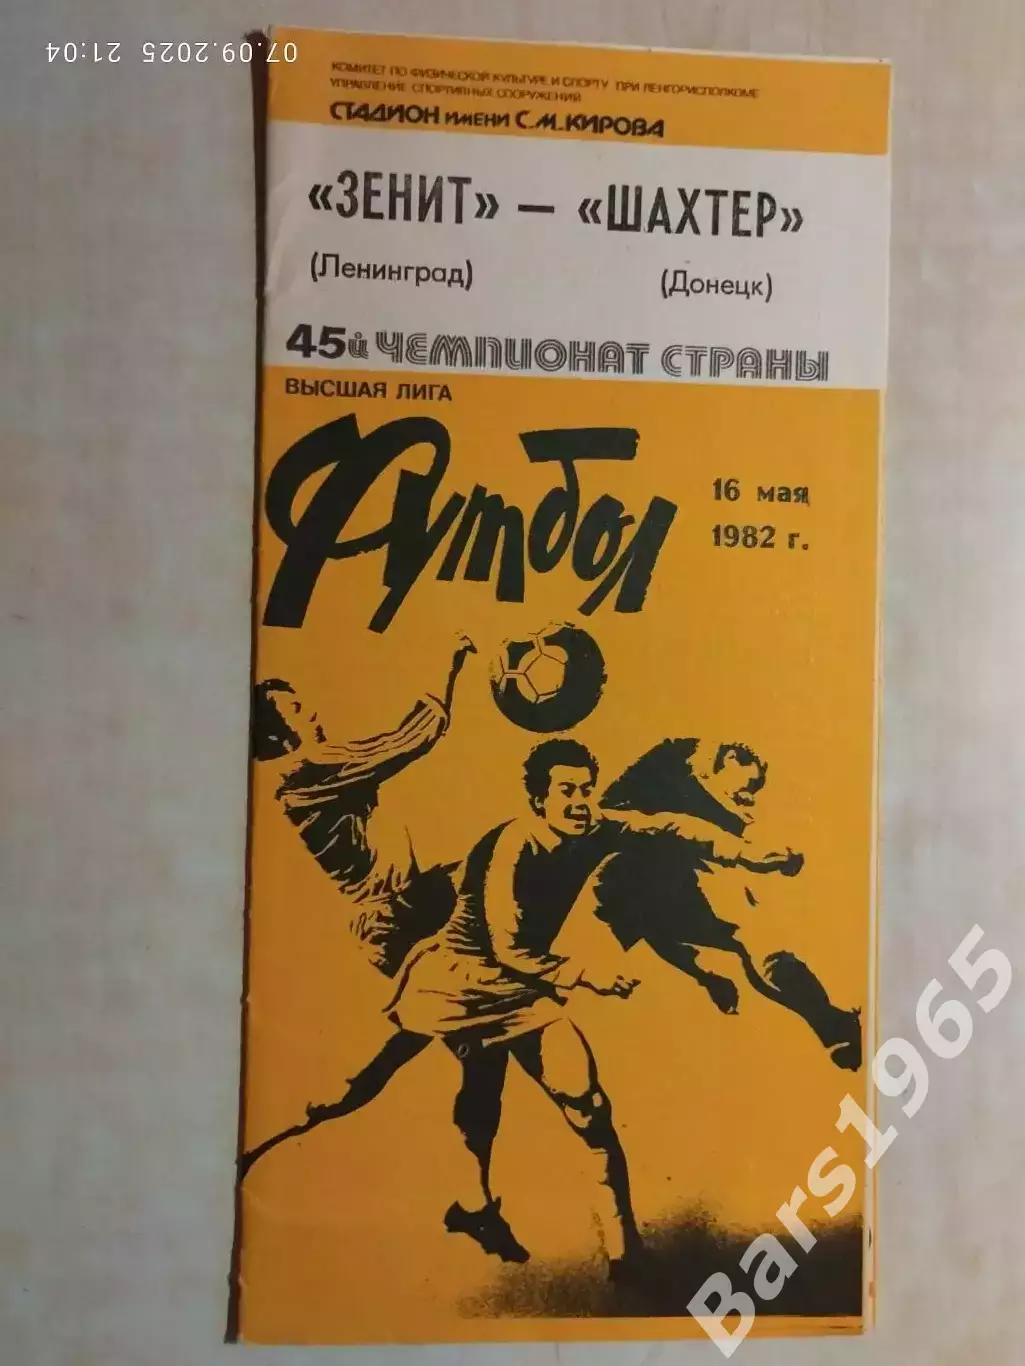 07.09.2025 21:04
КОМИТЕТ ПО ФИЗИЧЕСКОЙ КУЛЬТУРЕ И СПОРТУ ПРИ ЛЕНГОРИСПОЛКОМЕ
УПРАВЛЕНИЕ СПОРТИВНЫХ СООРУЖЕНИЙ
СТАДИОН ИМЕНИ С.М.КИРОВА
«ЗЕНИТ» — «ШАХТЕР»
(Ленинград) (Донецк)
45й ЧЕМПИОНАТ СТРАНЫ
ВЫСШАЯ ЛИГА
Футбол
16 мая
1982 г.
Bars1965